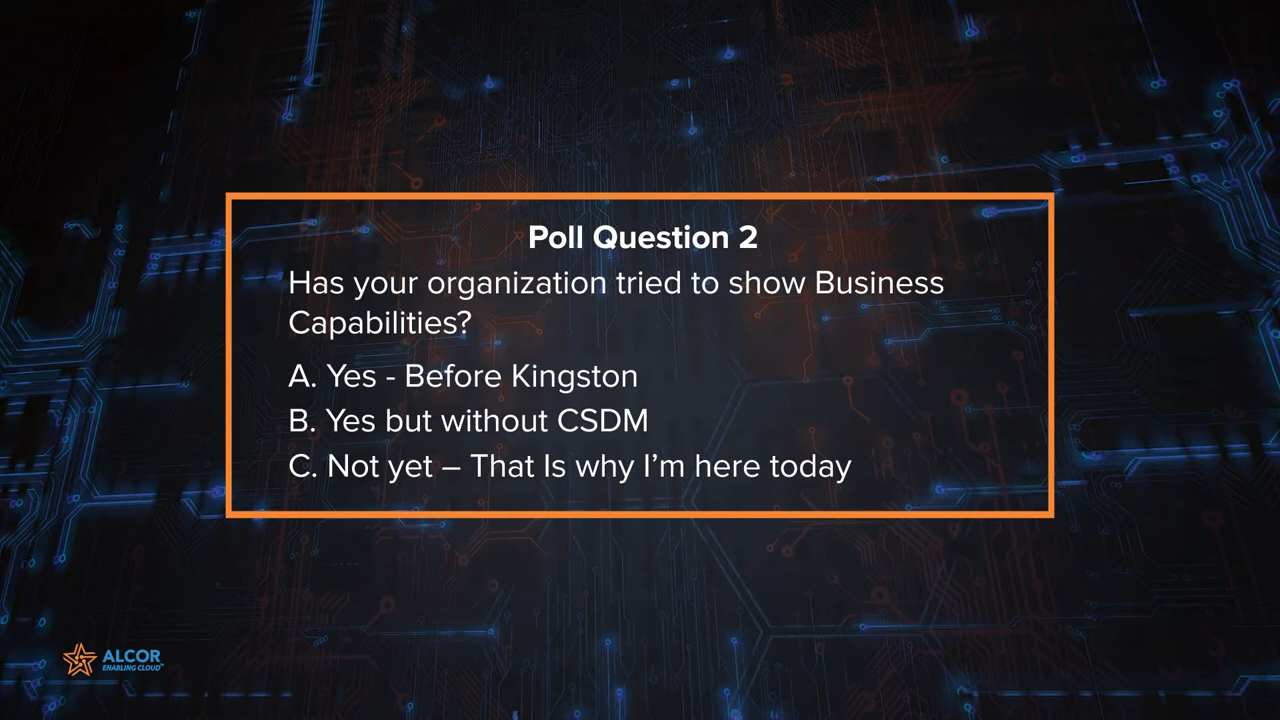 Poll Question 2
Has your organization tried to show Business
Capabilities?
A. Yes - Before Kingston
B. Yes but without CSDM
C. Not yet – That Is why I’m here today
ALCOR
ENABLING CLOUD™